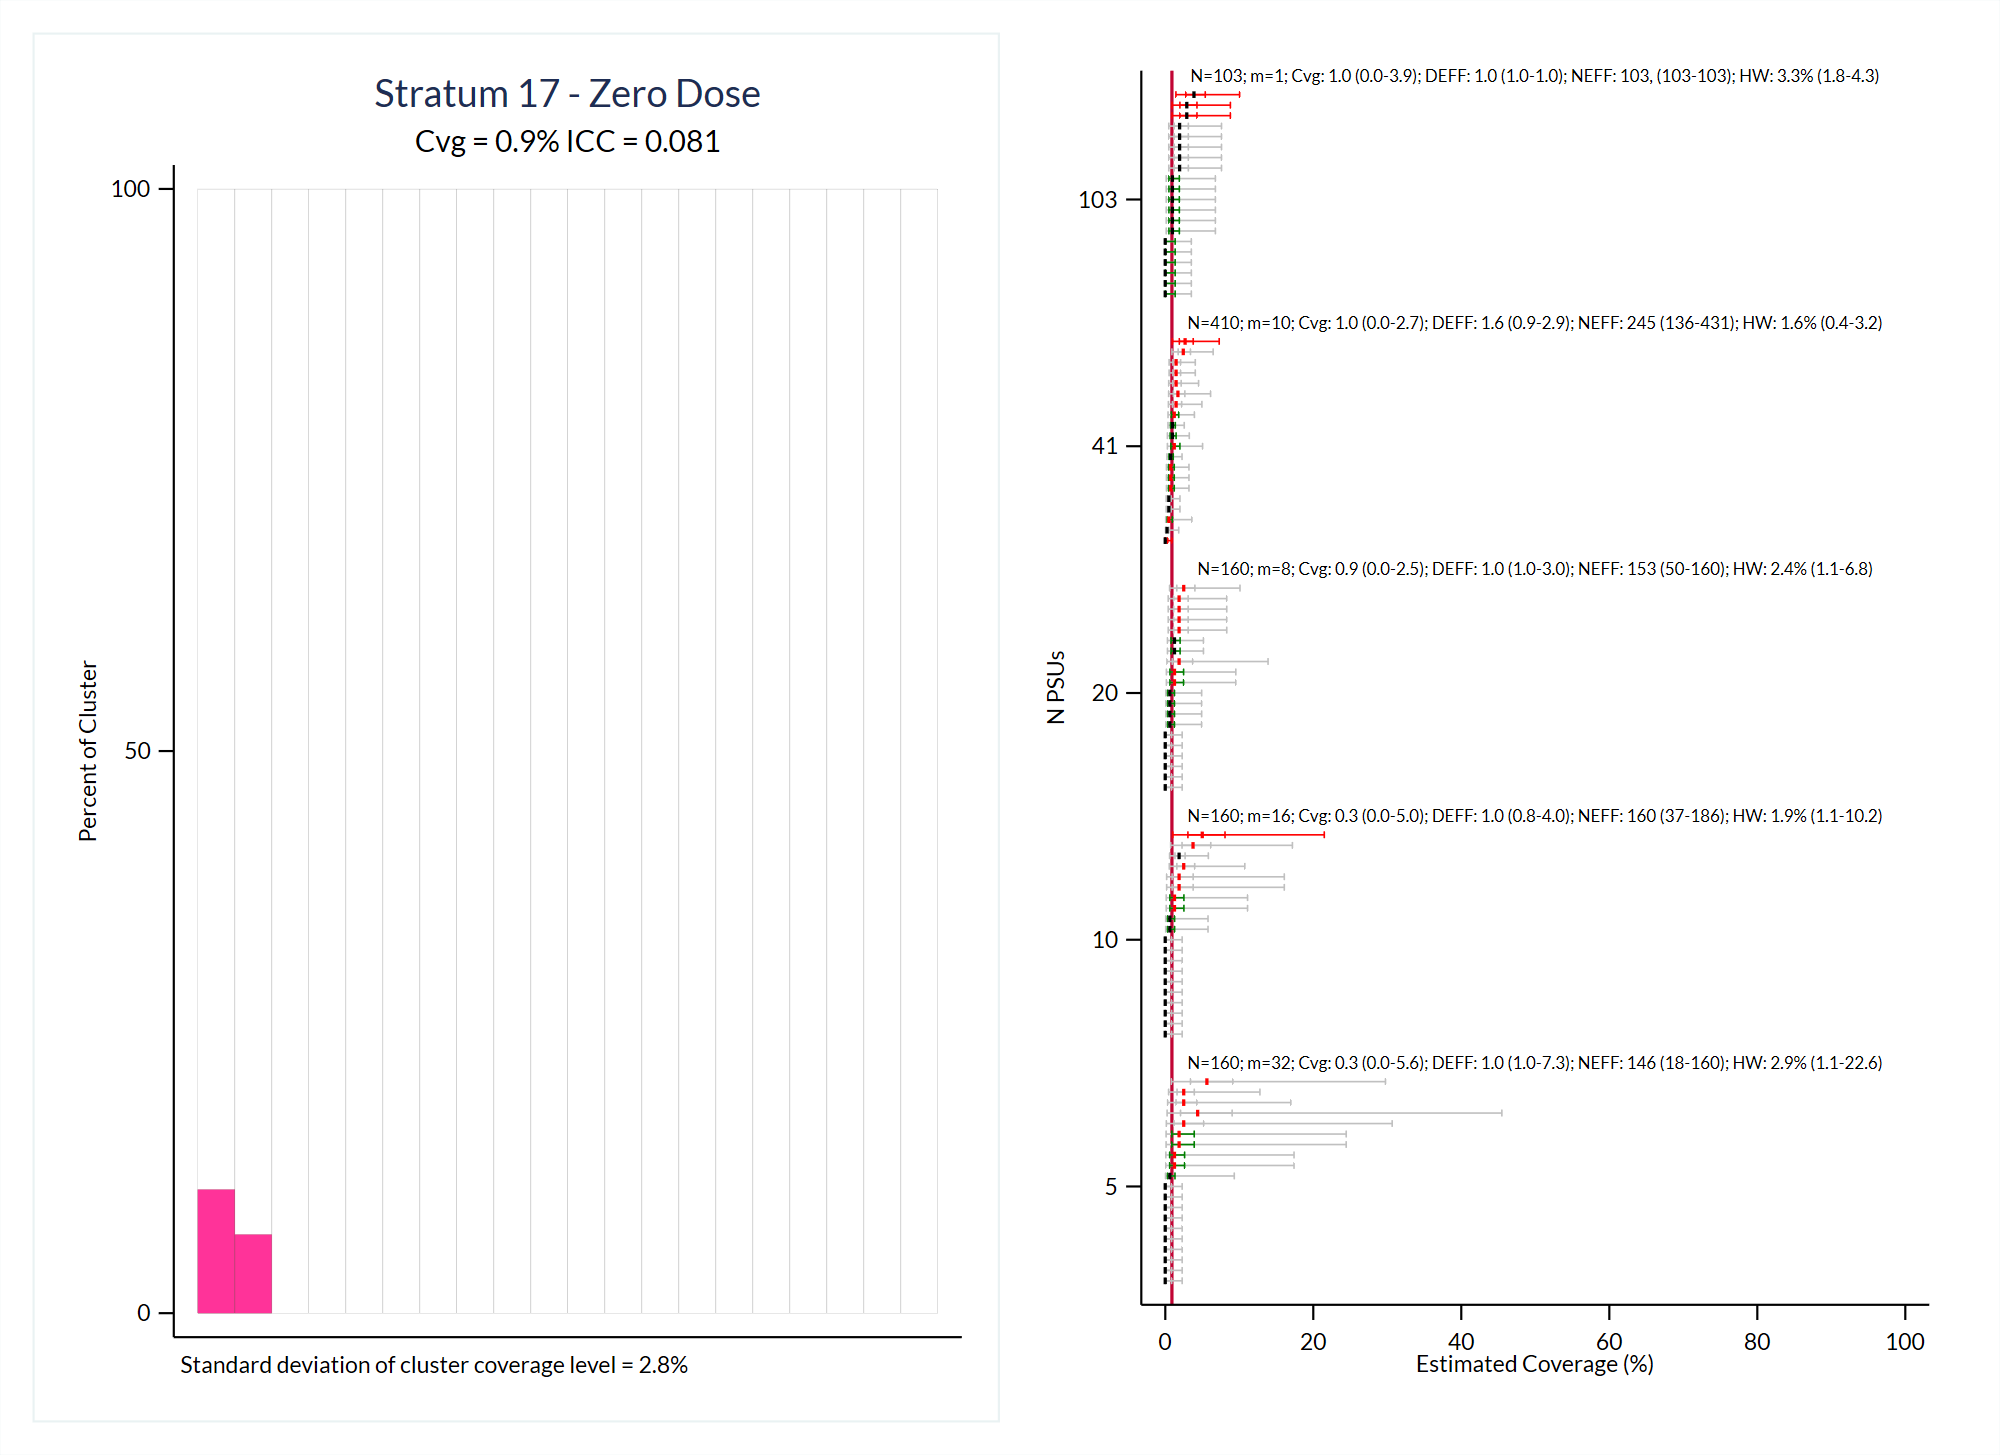 Stratum 17 - Zero Dose
Cvg = 0.9% ICC = 0.081
100
50
0
Percent of Cluster
Standard deviation of cluster coverage level = 2.8%
N=103; m=1; Cvg: 1.0 (0.0-3.9); DEFF: 1.0 (1.0-1.0); NEFF: 103, (103-103); HW: 3.3% (1.8-4.3)
103
N=410; m=10; Cvg: 1.0 (0.0-2.7); DEFF: 1.6 (0.9-2.9); NEFF: 245 (136-431); HW: 1.6% (0.4-3.2)
41
N=160; m=8; Cvg: 0.9 (0.0-2.5); DEFF: 1.0 (1.0-3.0); NEFF: 153 (50-160); HW: 2.4% (1.1-6.8)
20
N PSUs
N=160; m=16; Cvg: 0.3 (0.0-5.0); DEFF: 1.0 (0.8-4.0); NEFF: 160 (37-186); HW: 1.9% (1.1-10.2)
10
N=160; m=32; Cvg: 0.3 (0.0-5.6); DEFF: 1.0 (1.0-7.3); NEFF: 146 (18-160); HW: 2.9% (1.1-22.6)
5
0 20 40 60 80 100
Estimated Coverage (%)